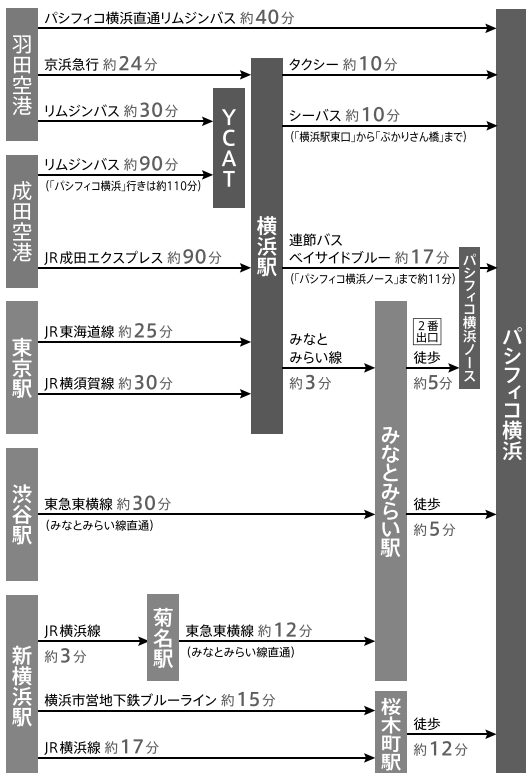 羽田空港
パシフィコ横浜直通リムジンバス 約40分
京浜急行 約24分
リムジンバス 約30分
YCAT
成田空港
リムジンバス 約90分
(「パシフィコ横浜」行きは約110分)
JR成田エクスプレス 約90分
横浜駅
タクシー 約10分
シーバス 約10分
(「横浜駅東口」から「ぷかりさん橋」まで)
連節バス
ベイサイドブルー 約17分
(「パシフィコ横浜ノース」まで約11分)
パシフィコ横浜ノース
パシフィコ横浜
東京駅
JR東海道線 約25分
JR横須賀線 約30分
みなと
みらい線
約3分
みなとみらい駅
2番
出口
徒歩
約5分
渋谷駅
東急東横線 約30分
(みなとみらい線直通)
徒歩
約5分
新横浜駅
JR横浜線
約3分
菊名駅
東急東横線 約12分
(みなとみらい線直通)
横浜市営地下鉄ブルーライン 約15分
JR横浜線 約17分
桜木町駅
徒歩
約12分